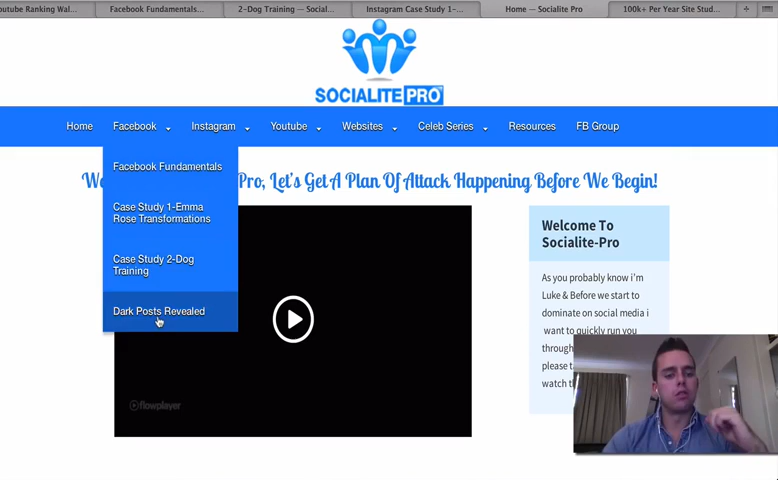 outube Ranking Wal...
Facebook Fundamentals...
2-Dog Training — Social...
Instagram Case Study 1-...
Home — Socialite Pro
100k+ Per Year Site Stud...
SOCIALITE PRO
Home
Facebook
Instagram
Youtube
Websites
Celeb Series
Resources
FB Group
Facebook Fundamentals
Case Study 1-Emma
Rose Transformations
Case Study 2-Dog
Training
Dark Posts Revealed
Pro, Let's Get A Plan Of Attack Happening Before We Begin!
flowplayer
Welcome To
Socialite-Pro
As you probably know i'm
Luke & Before we start to
dominate on social media i
want to quickly run you
through
please
watch